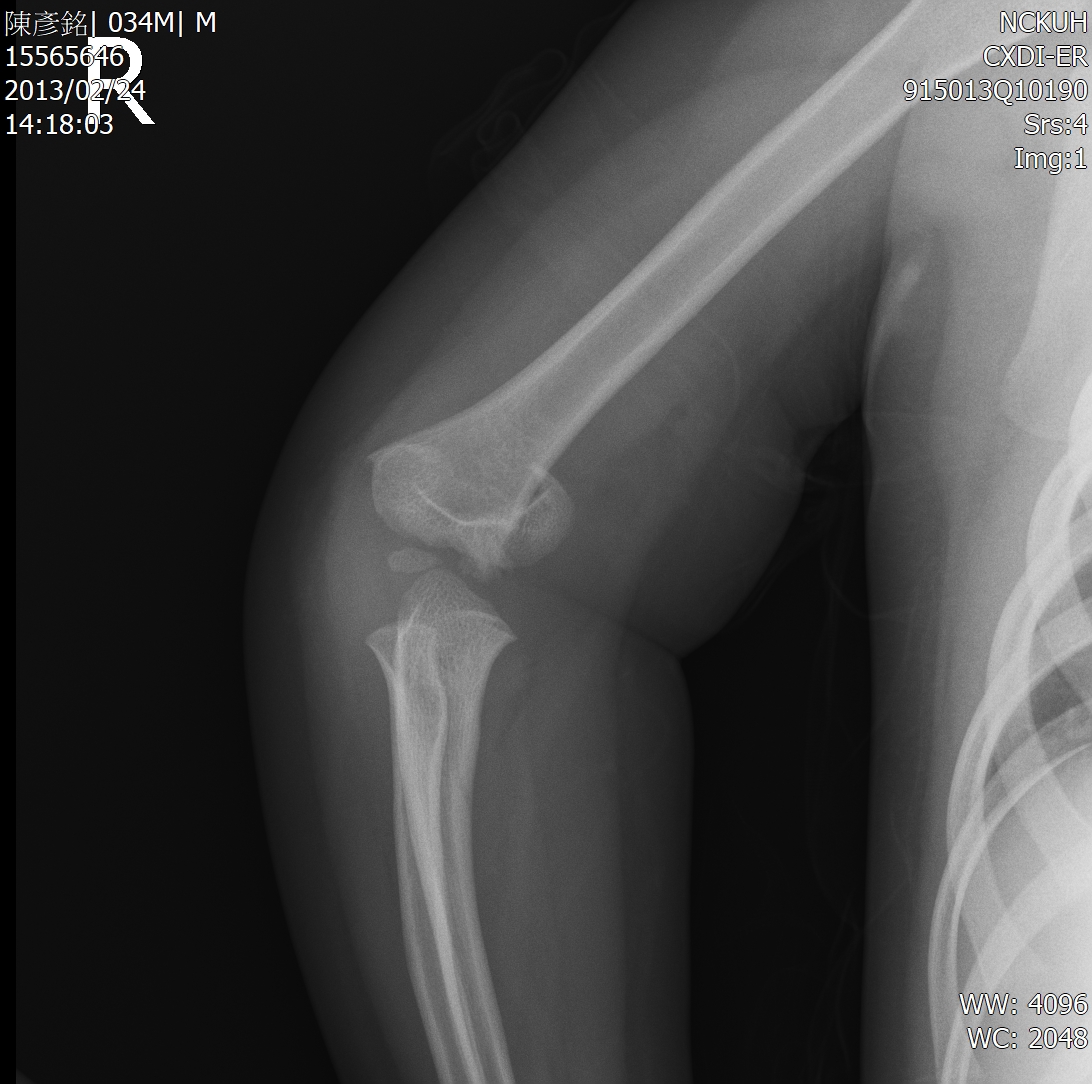 陳彥銘| 034M| M
15565646
2013/02/24
14:18:03
R
NCKUH
CXDI-ER
915013Q10190
Srs:4
Img:1
WW: 4096
WC: 2048